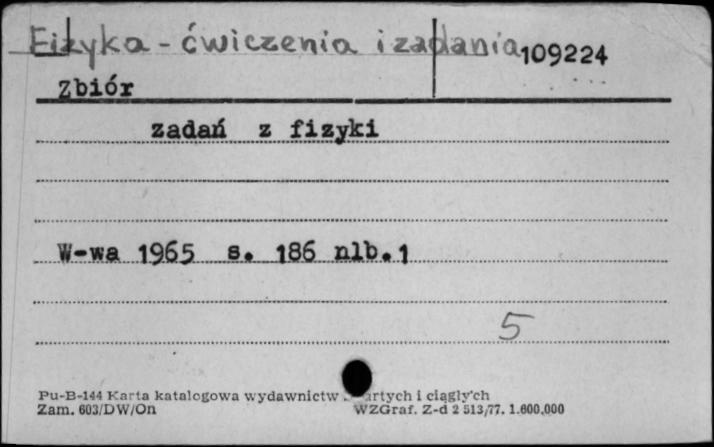 Fizyka - ćwiczenia i zadania 109224
Zbiór
zadań z fizyki
W-wa 1965 s. 186 nlb.1
5
Pu-B-144 Karta katalogowa wydawnictw i ciągłych
Zam. 603/DW/On WZGraf. Z-d 2 513/77. 1.600.000